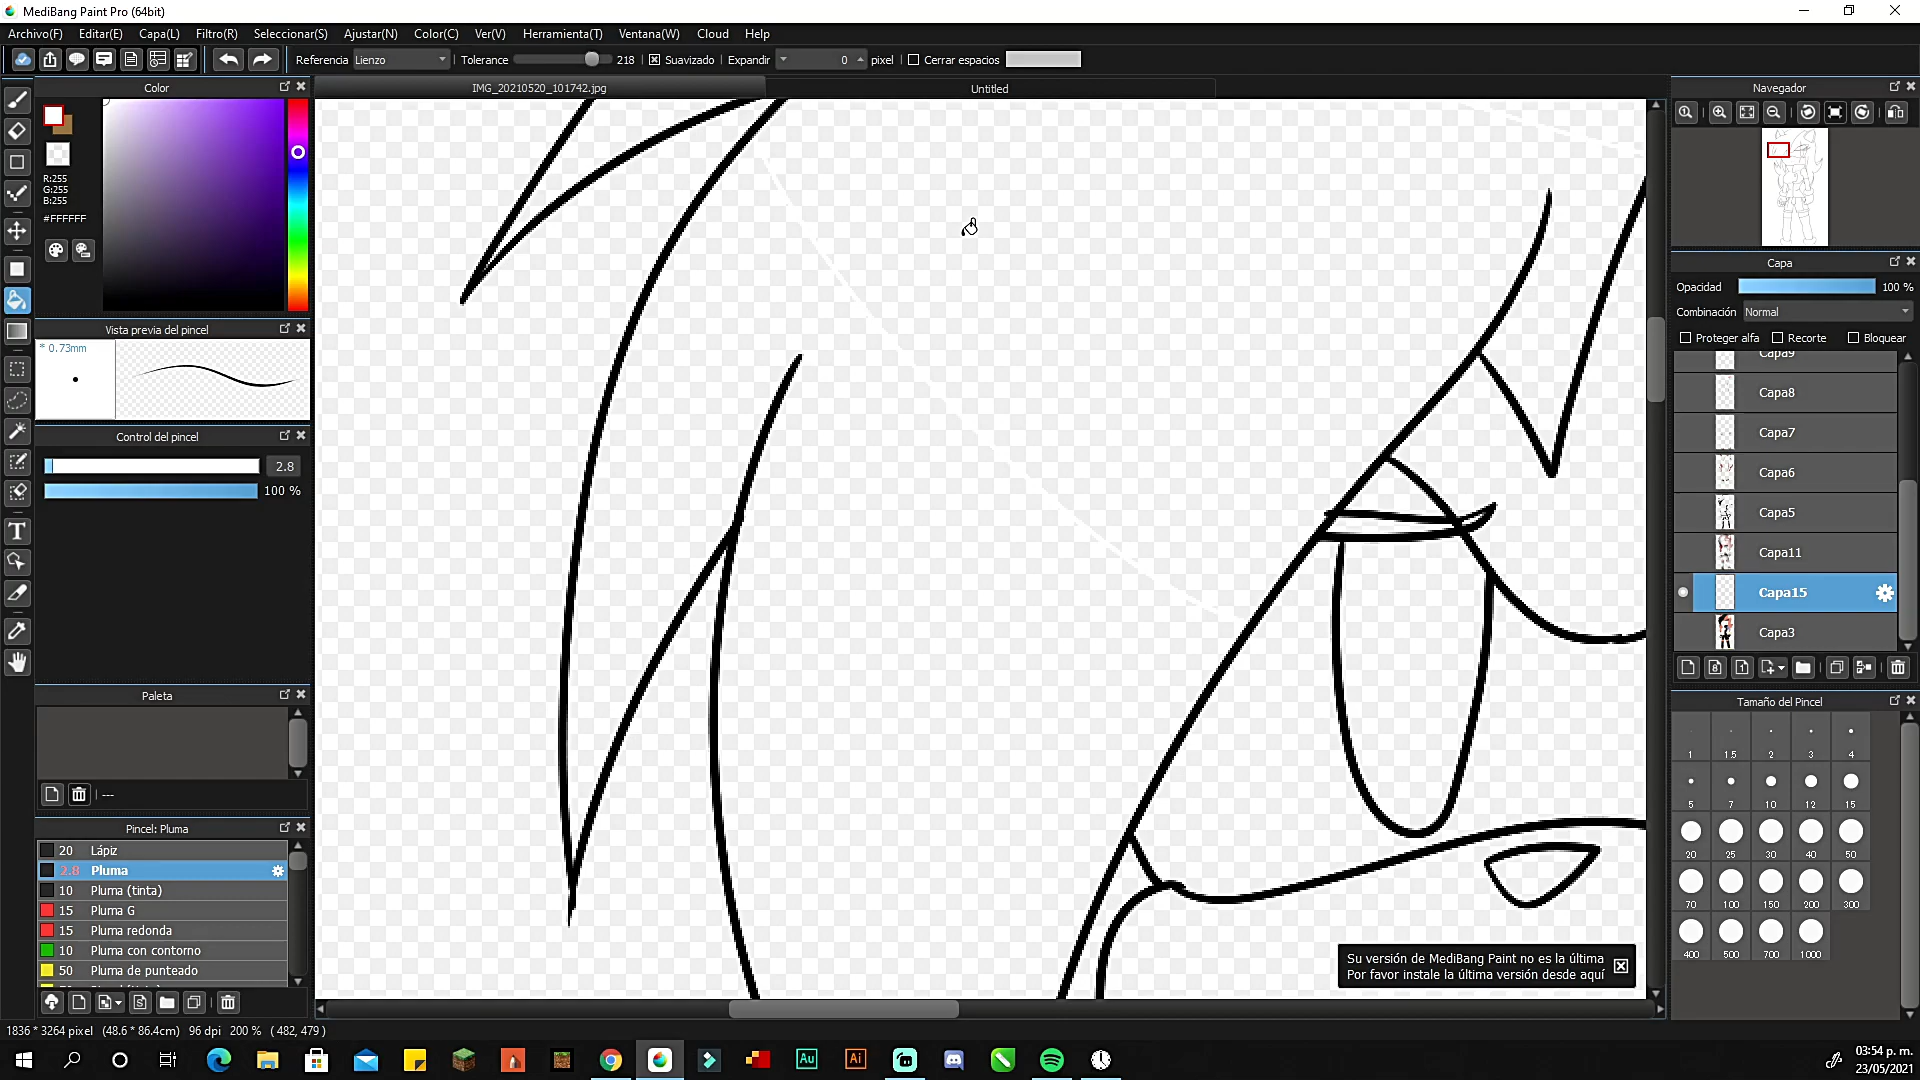 MediBang Paint Pro (64bit)
Archivo(F) Editar(E) Capa(L) Filtro(R) Seleccionar(S) Ajustar(N) Color(C) Ver(V) Herramienta(T) Ventana(W) Cloud Help
Referencia Lienzo Tolerance 218 Suavizado Expandir 0 pixel Cerrar espacios
Color
IMG_20210520_101742.jpg
Untitled
Navegador
R:255
G:255
B:255
#FFFFFF
Capa
Opacidad 100 %
Combinación Normal
Proteger alfa Recorte Bloquear
Vista previa del pincel
* 0.73mm
Capa9
Capa8
Capa7
Capa6
Capa5
Capa11
Capa15
Capa3
Control del pincel
2.8
100 %
Paleta
---
Tamaño del Pincel
1 1.5 2 3 4
5 7 10 12 15
20 25 30 40 50
70 100 150 200 300
400 500 700 1000
Pincel: Pluma
20 Lápiz
2.8 Pluma
10 Pluma (tinta)
15 Pluma G
15 Pluma redonda
10 Pluma con contorno
50 Pluma de punteado
Su versión de MediBang Paint no es la última
Por favor instale la última versión desde aquí
1836 * 3264 pixel (48.6 * 86.4cm) 96 dpi 200 % ( 482, 479 )
Au
Ai
03:54 p. m.
23/05/2021